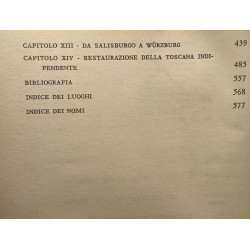 CAPITOLO XIII - DA SALISBURGO A WÜRZBURG 439
CAPITOLO XIV - RESTAURAZIONE DELLA TOSCANA INDI-
PENDENTE 485
BIBLIOGRAFIA 557
INDICE DEI LUOGHI 568
INDICE DEI NOMI 577